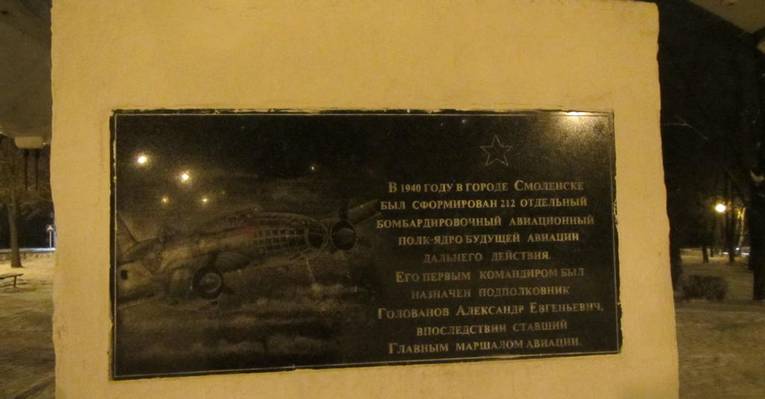 В 1940 году в городе Смоленске
был сформирован 212 отдельный
бомбардировочный авиационный
полк-ядро будущей авиации
дальнего действия
Его первым командиром был
назначен подполковник
Голованов Александр Евгеньевич,
впоследствии ставший
Главным маршалом авиации.